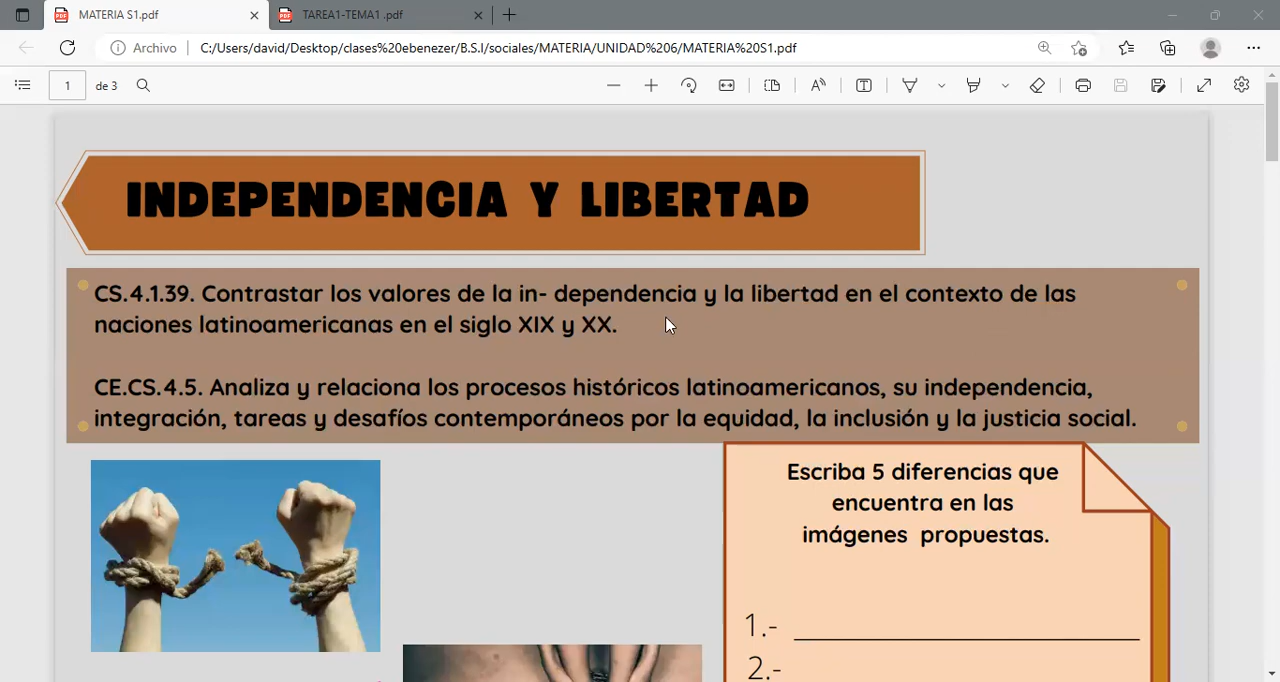 MATERIA S1.pdf
TAREA1-TEMA1 .pdf
Archivo
C:/Users/david/Desktop/clases%20ebenezer/B.S.I/sociales/MATERIA/UNIDAD%206/MATERIA%20S1.pdf
1
de 3
INDEPENDENCIA Y LIBERTAD
CS.4.1.39. Contrastar los valores de la in- dependencia y la libertad en el contexto de las
naciones latinoamericanas en el siglo XIX y XX.
CE.CS.4.5. Analiza y relaciona los procesos históricos latinoamericanos, su independencia,
integración, tareas y desafíos contemporáneos por la equidad, la inclusión y la justicia social.
Escriba 5 diferencias que
encuentra en las
imágenes propuestas.
1.-
2.-